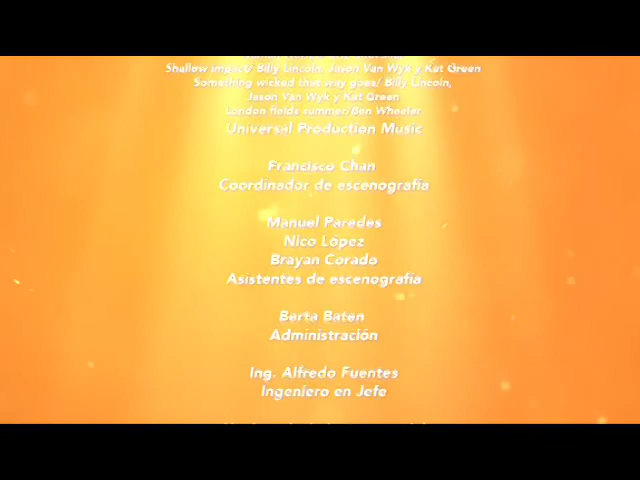 Shallow impact/ Billy Lincoln, Jason Van Wyk y Kat Green
Something wicked that way goes/ Billy Lincoln,
Jason Van Wyk y Kat Green
London fields summer/Ben Wheeler
Universal Production Music
Francisco Chan
Coordinador de escenografía
Manuel Paredes
Nico López
Brayan Corado
Asistentes de escenografía
Berta Baten
Administración
Ing. Alfredo Fuentes
Ingeniero en Jefe